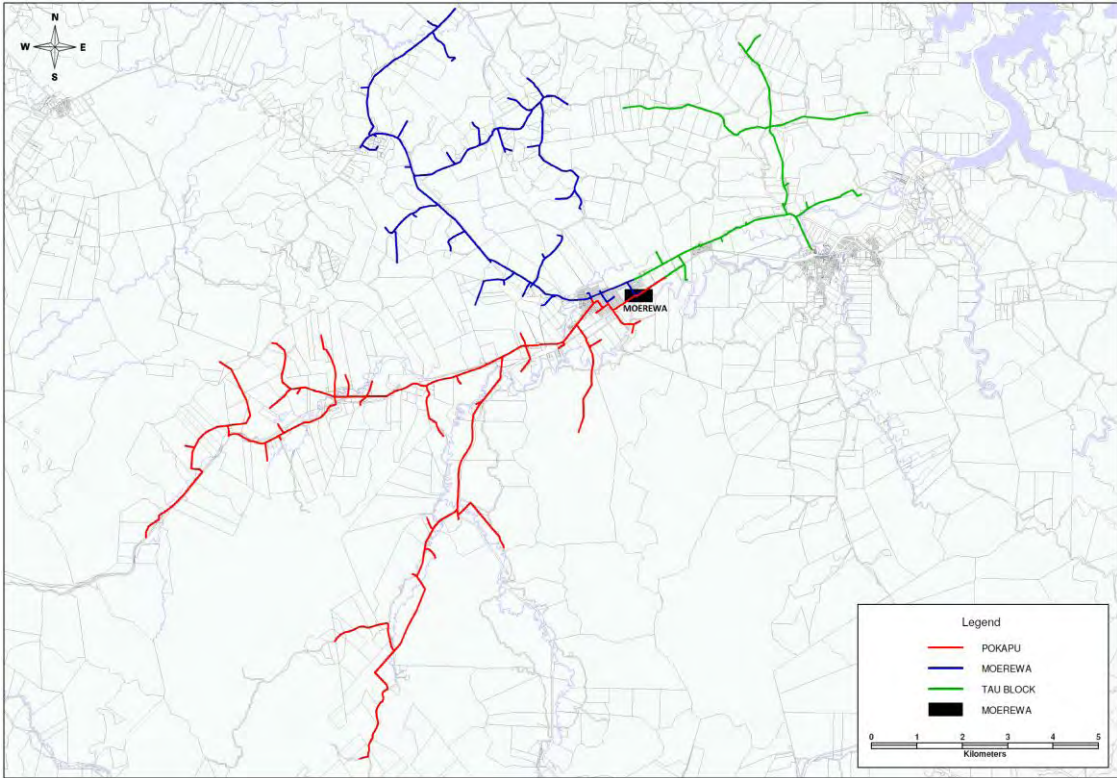 N
W E
S
MOEREWA
Legend
POKAPU
MOEREWA
TAU BLOCK
MOEREWA
0 1 2 3 4 5
Kilometers